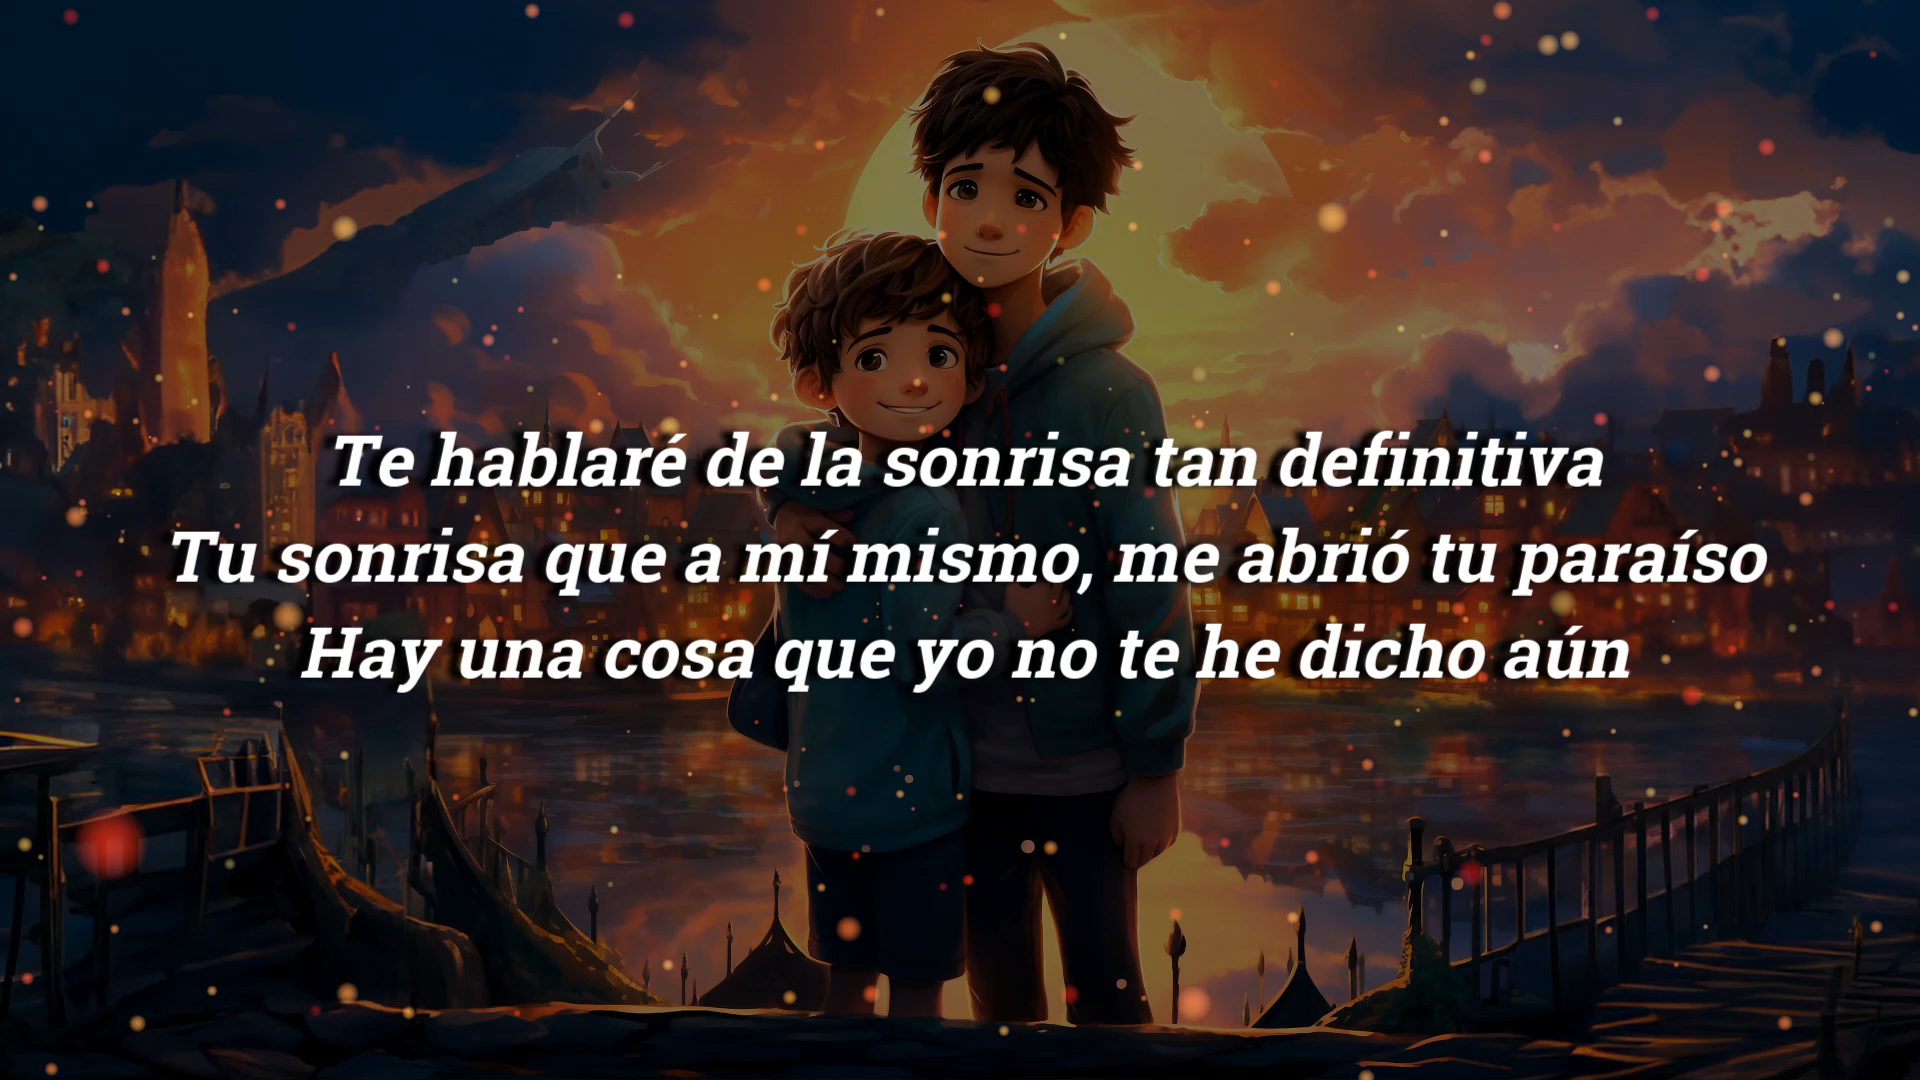 Te hablaré de la sonrisa tan definitiva
Tu sonrisa que a mí mismo, me abrió tu paraíso
Hay una cosa que yo no te he dicho aún